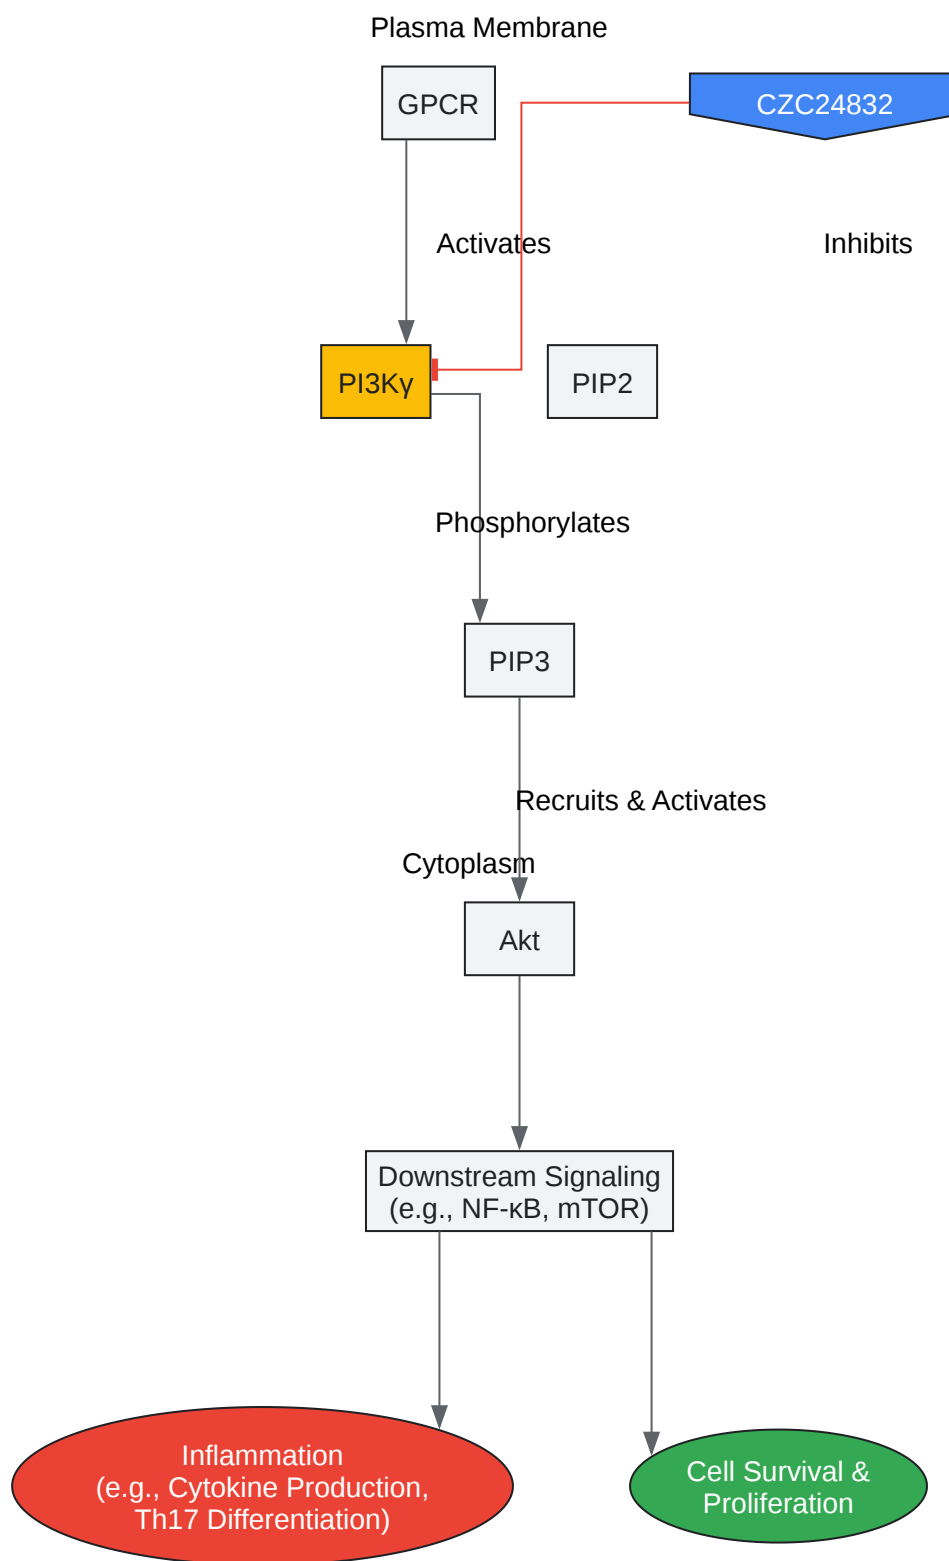 Plasma Membrane
GPCR
CZC24832
Activates
Inhibits
PI3Kγ
PIP2
Phosphorylates
PIP3
Recruits & Activates
Cytoplasm
Akt
Downstream Signaling
(e.g., NF-κB, mTOR)
Inflammation
(e.g., Cytokine Production,
Th17 Differentiation)
Cell Survival &
Proliferation